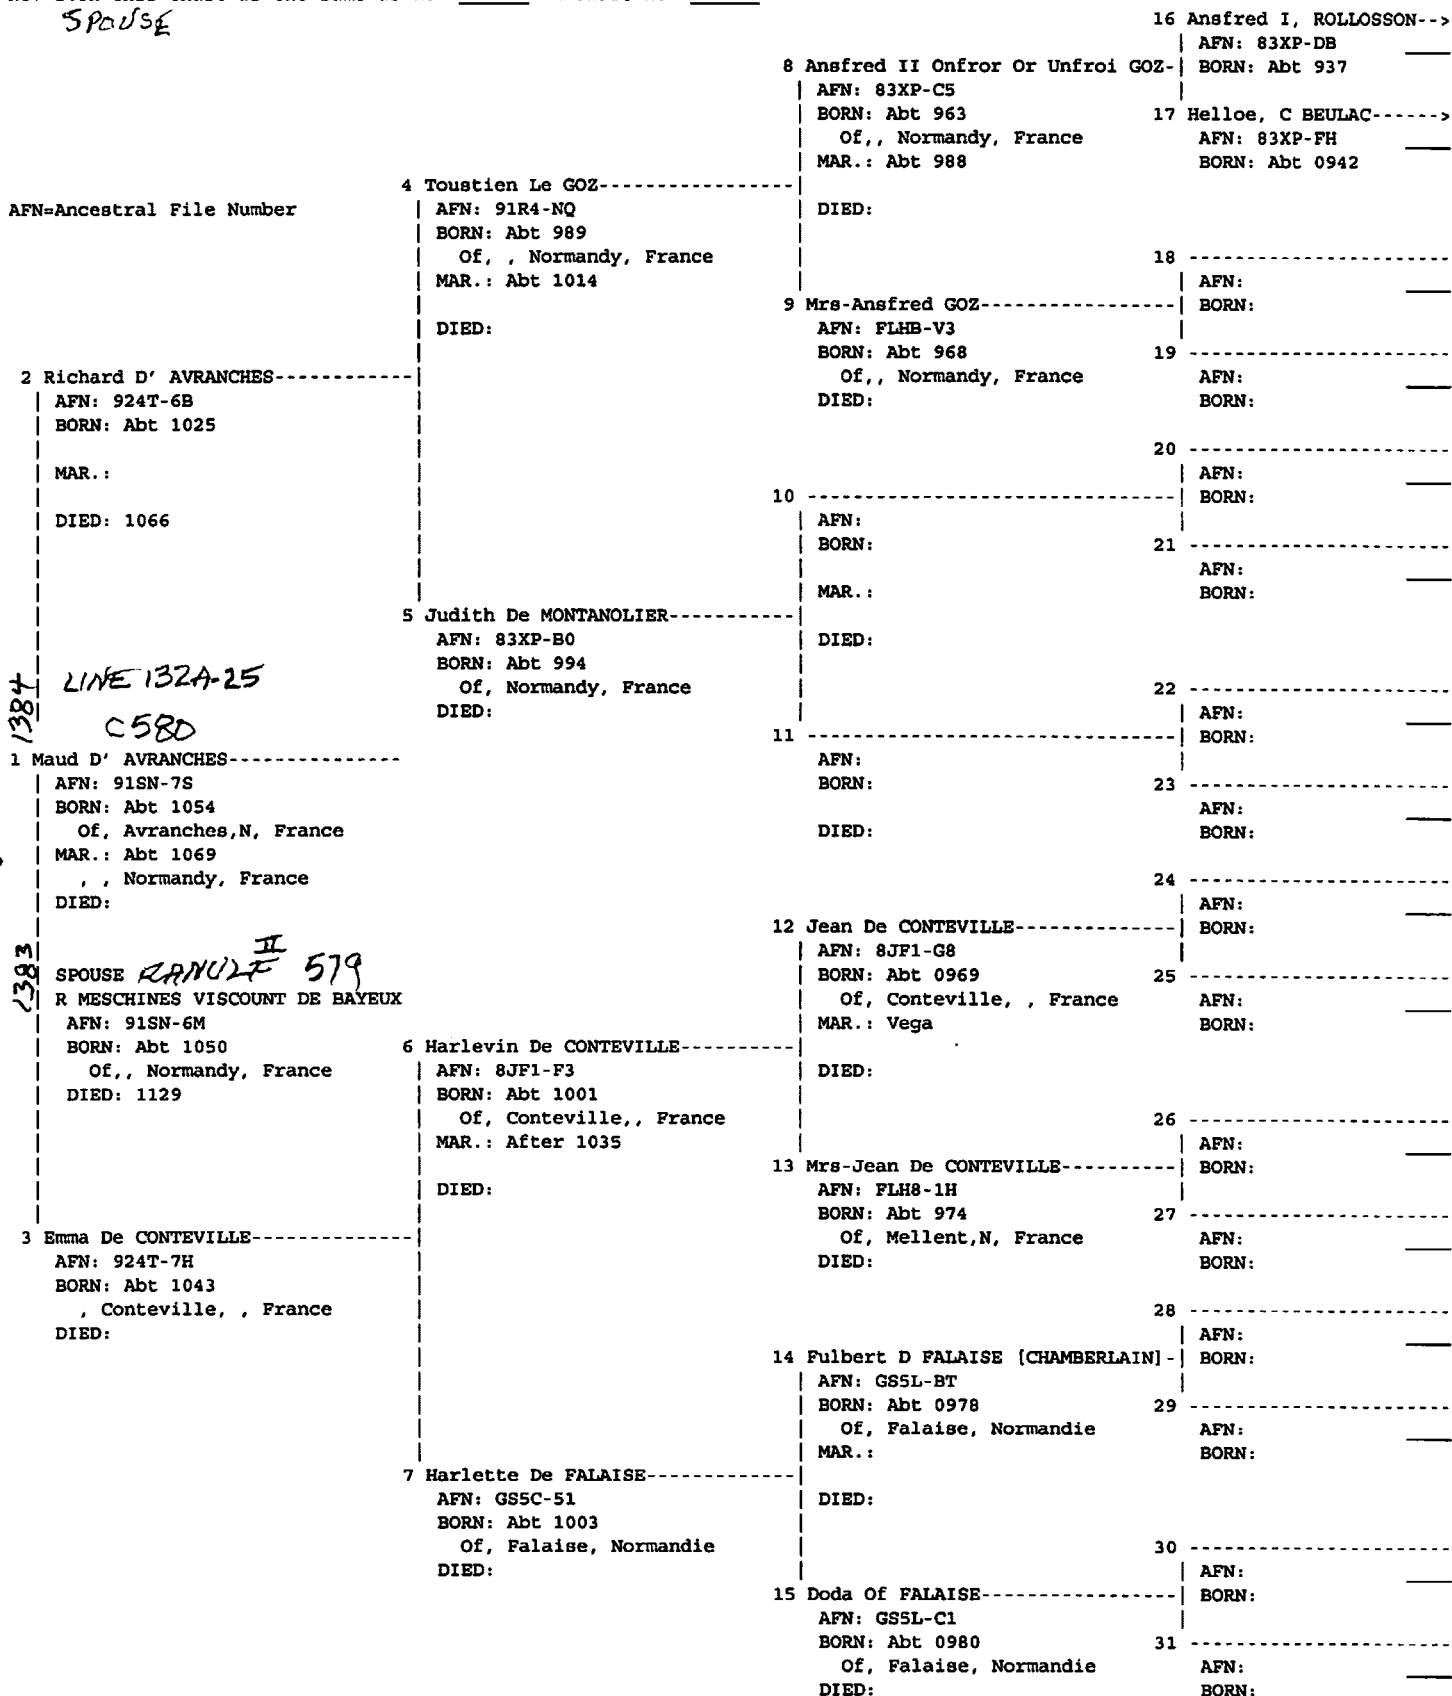 SPOUSE
AFN=Ancestral File Number
16 Ansfred I, ROLLOSSON-->
AFN: 83XP-DB
BORN: Abt 937
8 Ansfred II Onfror Or Unfroi GOZ-
AFN: 83XP-C5
BORN: Abt 963
Of,, Normandy, France
MAR.: Abt 988
DIED:
17 Helloe, C BEULAC------>
AFN: 83XP-FH
BORN: Abt 0942
4 Toustien Le GOZ----------------
AFN: 91R4-NQ
BORN: Abt 989
Of, , Normandy, France
MAR.: Abt 1014
DIED:
18 ---------------------
AFN:
BORN:
9 Mrs-Ansfred GOZ----------------
AFN: FLHB-V3
BORN: Abt 968
Of,, Normandy, France
DIED:
19 ---------------------
AFN:
BORN:
2 Richard D' AVRANCHES------------
AFN: 924T-6B
BORN: Abt 1025
MAR.:
DIED: 1066
20 ---------------------
AFN:
BORN:
10 -------------------------------
AFN:
BORN:
MAR.:
DIED:
21 ---------------------
AFN:
BORN:
5 Judith De MONTANOLIER-----------
AFN: 83XP-B0
BORN: Abt 994
Of, Normandy, France
DIED:
22 ---------------------
AFN:
BORN:
11 -------------------------------
AFN:
BORN:
DIED:
23 ---------------------
AFN:
BORN:
1384
LINE 132A-25
C580
1 Maud D' AVRANCHES---------------
AFN: 91SN-7S
BORN: Abt 1054
Of, Avranches,N, France
MAR.: Abt 1069
, , Normandy, France
DIED:
1383
SPOUSE RANULF II 579
R MESCHINES VISCOUNT DE BAYEUX
AFN: 91SN-6M
BORN: Abt 1050
Of,, Normandy, France
DIED: 1129
24 ---------------------
AFN:
BORN:
12 Jean De CONTEVILLE-------------
AFN: 8JF1-G8
BORN: Abt 0969
Of, Conteville, , France
MAR.: Vega
DIED:
25 ---------------------
AFN:
BORN:
6 Harlevin De CONTEVILLE----------
AFN: 8JF1-F3
BORN: Abt 1001
Of, Conteville,, France
MAR.: After 1035
DIED:
26 ---------------------
AFN:
BORN:
13 Mrs-Jean De CONTEVILLE---------
AFN: FLH8-1H
BORN: Abt 974
Of, Mellent,N, France
DIED:
27 ---------------------
AFN:
BORN:
3 Emma De CONTEVILLE--------------
AFN: 924T-7H
BORN: Abt 1043
, Conteville, , France
DIED:
28 ---------------------
AFN:
BORN:
14 Fulbert D FALAISE [CHAMBERLAIN]-
AFN: GS5L-BT
BORN: Abt 0978
Of, Falaise, Normandie
MAR.:
DIED:
29 ---------------------
AFN:
BORN:
7 Harlette De FALAISE-------------
AFN: GS5C-51
BORN: Abt 1003
Of, Falaise, Normandie
DIED:
30 ---------------------
AFN:
BORN:
15 Doda Of FALAISE----------------
AFN: GS5L-C1
BORN: Abt 0980
Of, Falaise, Normandie
DIED:
31 ---------------------
AFN:
BORN: